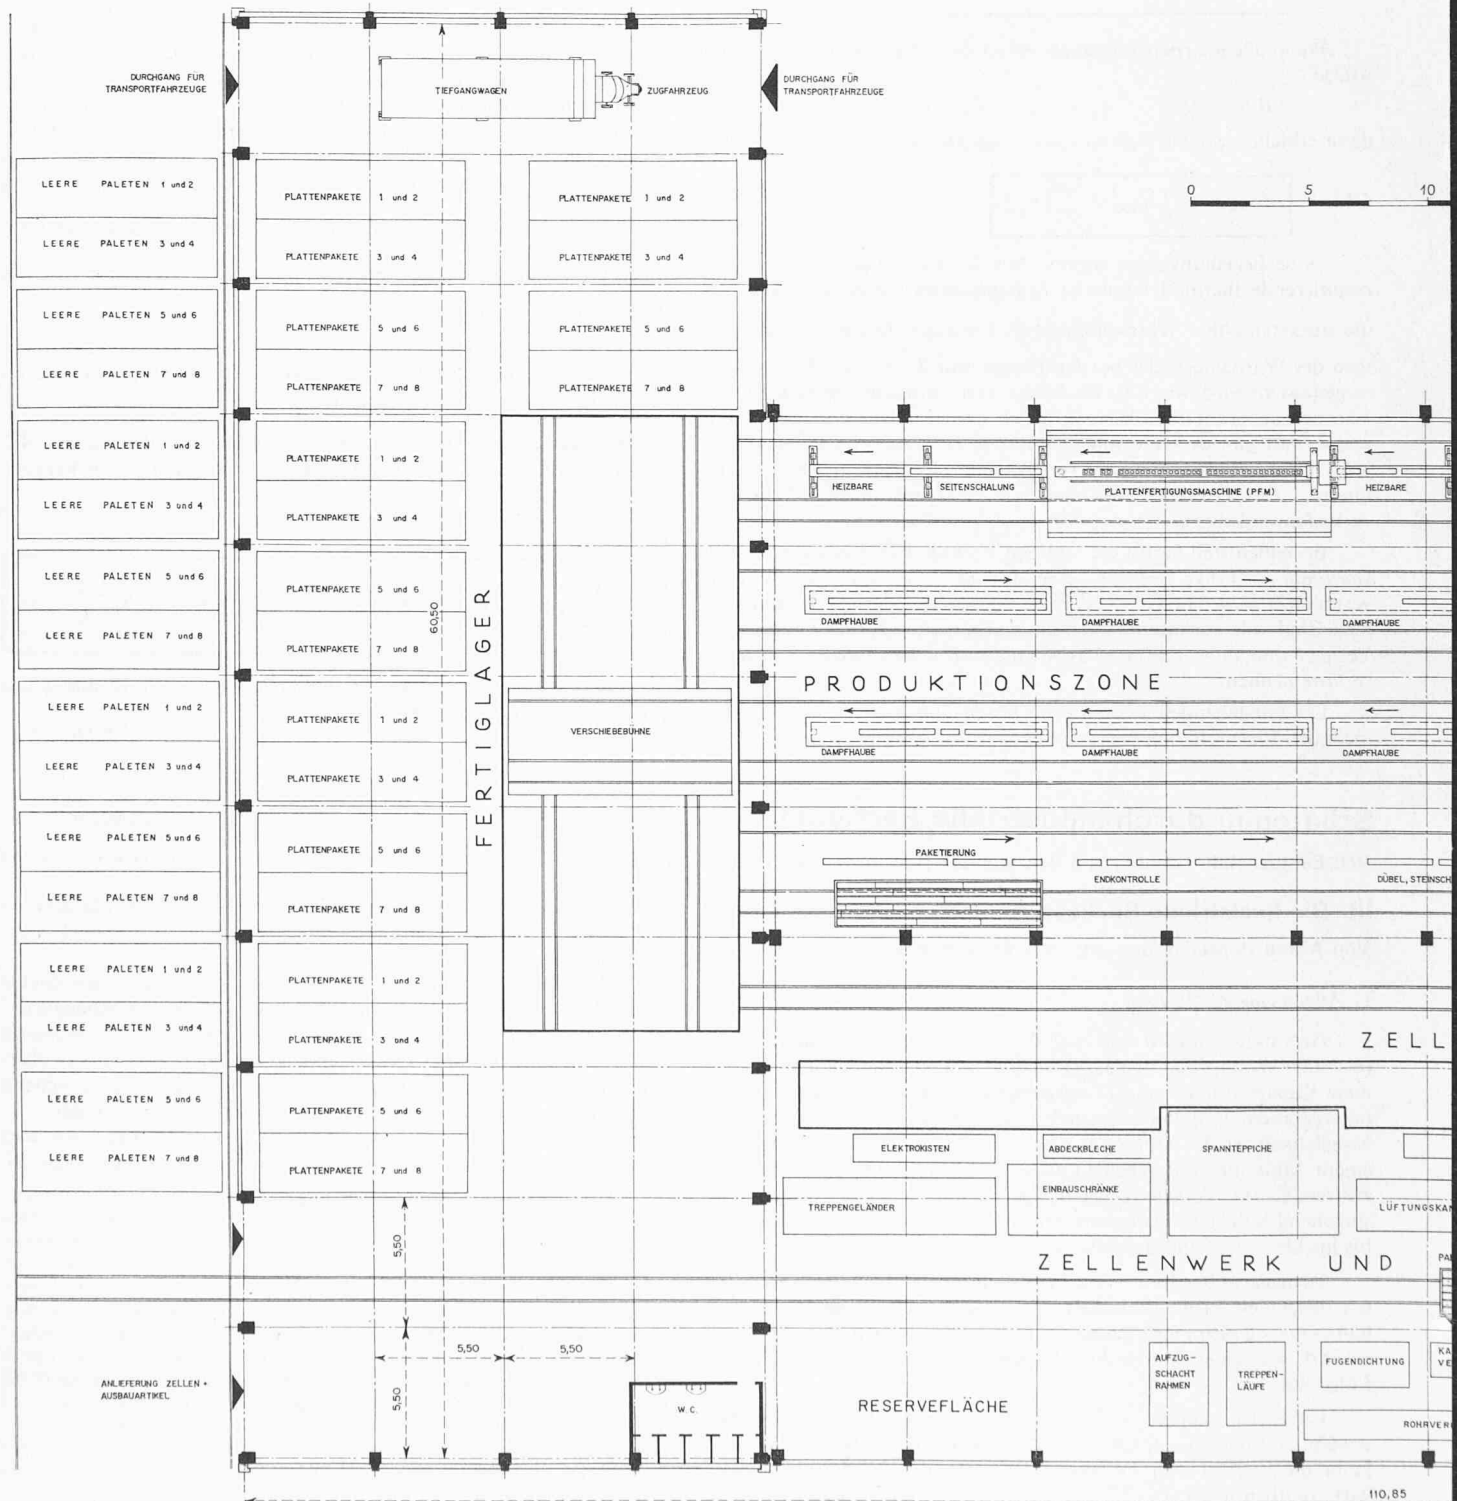 DURCHGANG FÜR
TRANSPORTFAHRZEUGE
TIEFGANGWAGEN
ZUGFAHRZEUG
DURCHGANG FÜR
TRANSPORTFAHRZEUGE
0 5 10
LEERE PALETEN 1 und 2
LEERE PALETEN 3 und 4
LEERE PALETEN 5 und 6
LEERE PALETEN 7 und 8
LEERE PALETEN 1 und 2
LEERE PALETEN 3 und 4
LEERE PALETEN 5 und 6
LEERE PALETEN 7 und 8
LEERE PALETEN 1 und 2
LEERE PALETEN 3 und 4
LEERE PALETEN 5 und 6
LEERE PALETEN 7 und 8
LEERE PALETEN 1 und 2
LEERE PALETEN 3 und 4
LEERE PALETEN 5 und 6
LEERE PALETEN 7 und 8
PLATTENPAKETE 1 und 2
PLATTENPAKETE 3 und 4
PLATTENPAKETE 5 und 6
PLATTENPAKETE 7 und 8
PLATTENPAKETE 1 und 2
PLATTENPAKETE 3 und 4
PLATTENPAKETE 5 und 6
PLATTENPAKETE 7 und 8
PLATTENPAKETE 1 und 2
PLATTENPAKETE 3 und 4
PLATTENPAKETE 5 und 6
PLATTENPAKETE 7 und 8
PLATTENPAKETE 1 und 2
PLATTENPAKETE 3 und 4
PLATTENPAKETE 5 und 6
PLATTENPAKETE 7 und 8
PLATTENPAKETE 1 und 2
PLATTENPAKETE 3 und 4
PLATTENPAKETE 5 und 6
PLATTENPAKETE 7 und 8
60,50
FERTIGLAGER
VERSCHIEBEBÜHNE
HEIZBARE SEITENSCHALUNG
PLATTENFERTIGUNGSMASCHINE (PFM)
HEIZBARE
DAMPFHAUBE
DAMPFHAUBE
DAMPFHAUBE
PRODUKTIONSZONE
DAMPFHAUBE
DAMPFHAUBE
DAMPFHAUBE
PAKETIERUNG
ENDKONTROLLE
DÜBEL, STEINSCH
ZELL
ELEKTROKISTEN
ABDECKBLECHE
SPANNTEPPICHE
EINBAUSCHRÄNKE
TREPPENGELÄNDER
LÜFTUNGSKA
ZELLENWERK UND
PA
5,50
5,50
5,50
5,50
ANLIEFERUNG ZELLEN +
AUSBAUARTIKEL
W.C.
RESERVEFLÄCHE
AUFZUG-
SCHACHT
RAHMEN
TREPPEN-
LÄUFE
FUGENDICHTUNG
KA
VE
ROHRVER
110,85